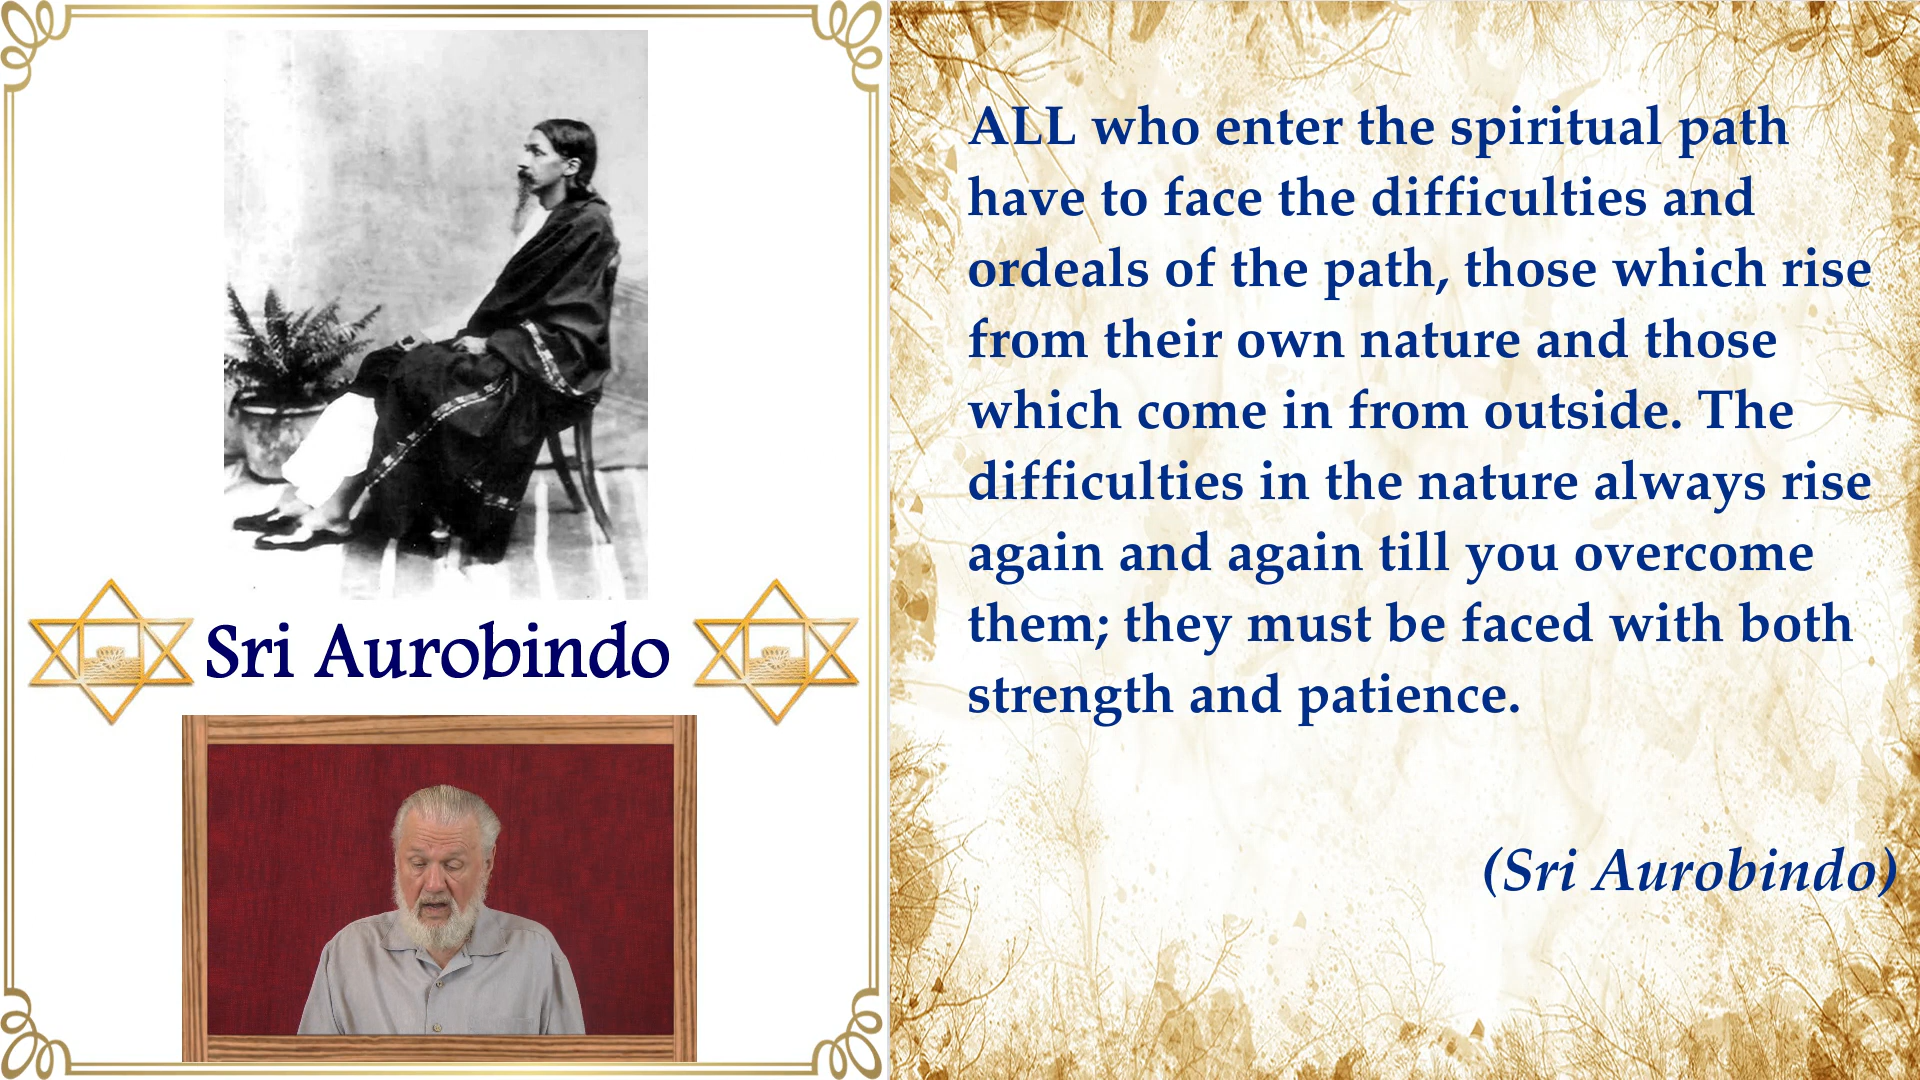 Sri Aurobindo
ALL who enter the spiritual path
have to face the difficulties and
ordeals of the path, those which rise
from their own nature and those
which come in from outside. The
difficulties in the nature always rise
again and again till you overcome
them; they must be faced with both
strength and patience.
(Sri Aurobindo)